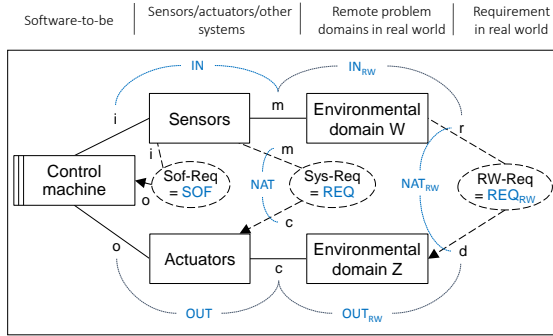 Software-to-be
Sensors/actuators/other
systems
Remote problem
domains in real world
Requirement
in real world
IN
IN_RW
i
m
r
Sensors
Environmental
domain W
i
m
Control
machine
o
Sof-Req
= SOF
NAT
Sys-Req
= REQ
NAT_RW
RW-Req
= REQ_RW
c
o
Actuators
c
Environmental
domain Z
d
OUT
OUT_RW